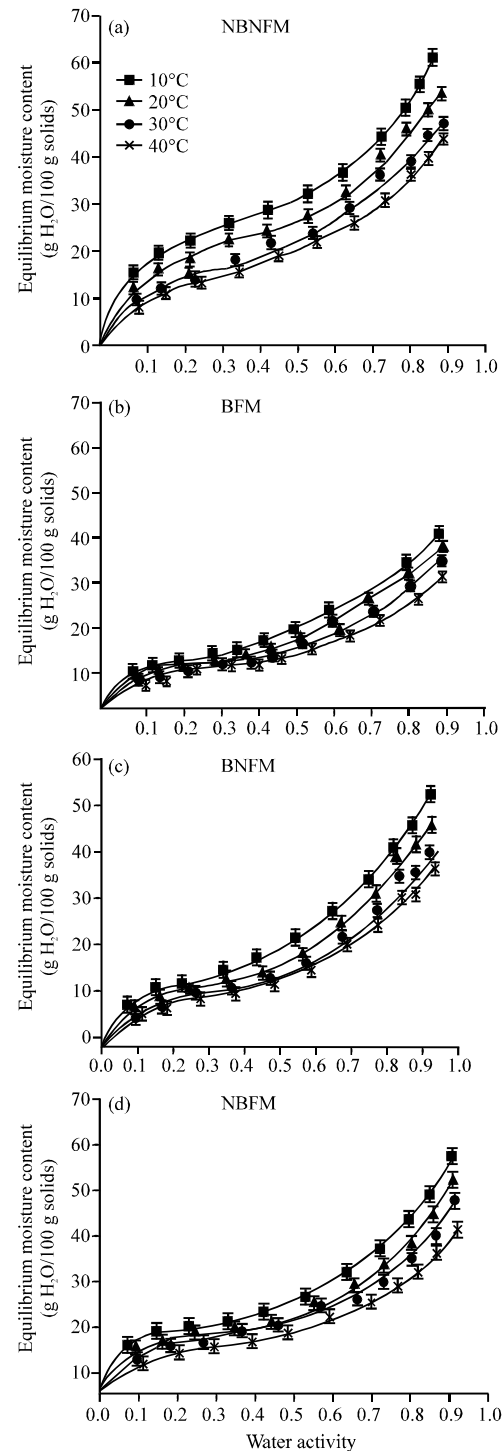 (a) NBNFM
70
60
50
40
30
20
10
0
10°C
20°C
30°C
40°C
Equilibrium moisture content
(g H₂O/100 g solids)
0.1 0.2 0.3 0.4 0.5 0.6 0.7 0.8 0.9 1.0
(b) BFM
70
60
50
40
30
20
10
Equilibrium moisture content
(g H₂O/100 g solids)
0.1 0.2 0.3 0.4 0.5 0.6 0.7 0.8 0.9 1.0
(c) BNFM
60
50
40
30
20
10
0
Equilibrium moisture content
(g H₂O/100 g solids)
0.0 0.1 0.2 0.3 0.4 0.5 0.6 0.7 0.8 0.9 1.0
(d) NBFM
70
60
50
40
30
20
10
Equilibrium moisture content
(g H₂O/100 g solids)
0.0 0.1 0.2 0.3 0.4 0.5 0.6 0.7 0.8 0.9 1.0
Water activity